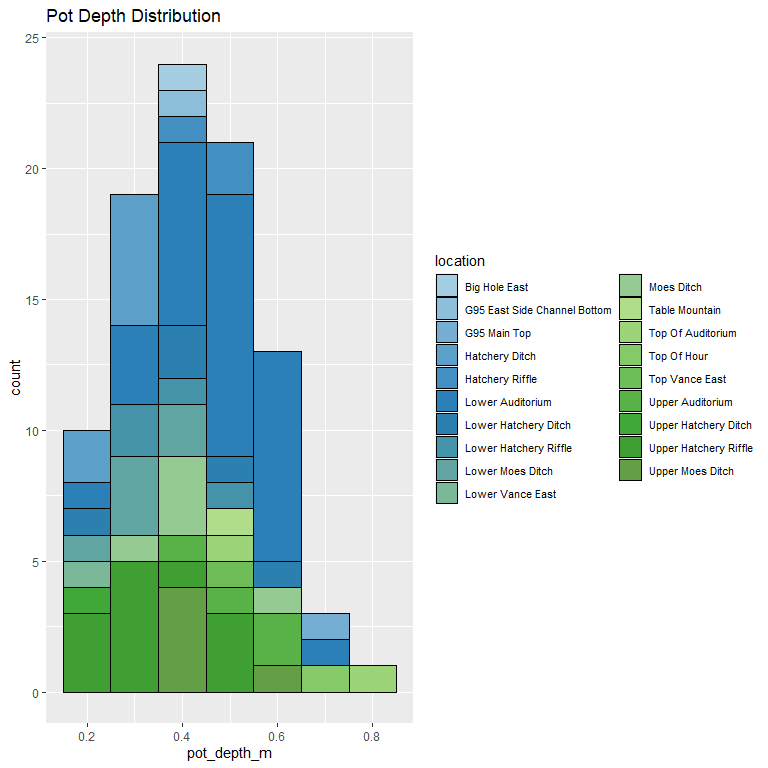 Pot Depth Distribution
25
20
15
10
5
0
count
0.2
0.4
0.6
0.8
pot_depth_m
location
Big Hole East
G95 East Side Channel Bottom
G95 Main Top
Hatchery Ditch
Hatchery Riffle
Lower Auditorium
Lower Hatchery Ditch
Lower Hatchery Riffle
Lower Moes Ditch
Lower Vance East
Moes Ditch
Table Mountain
Top Of Auditorium
Top Of Hour
Top Vance East
Upper Auditorium
Upper Hatchery Ditch
Upper Hatchery Riffle
Upper Moes Ditch